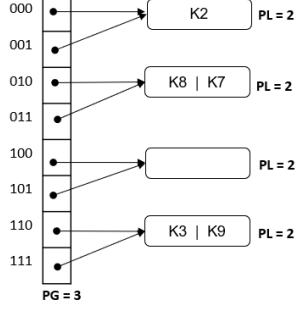 000
K2
PL = 2
001
010
K8 | K7
PL = 2
011
100
PL = 2
101
110
K3 | K9
PL = 2
111
PG = 3